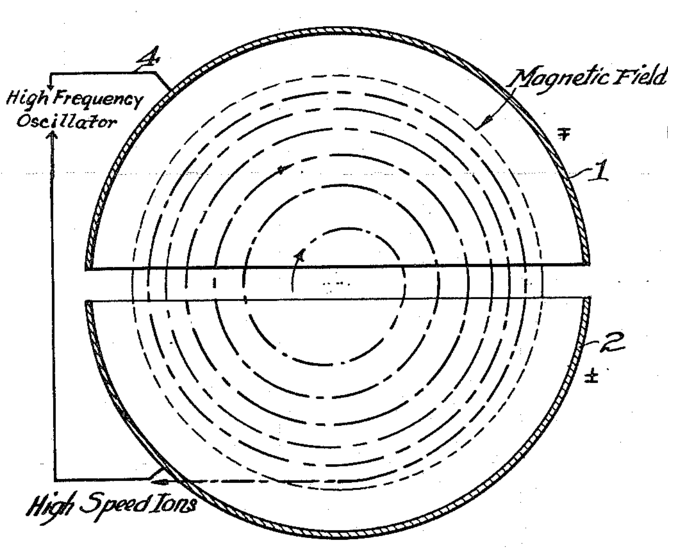 4
Magnetic Field
High Frequency
Oscillator
∓
1
2
±
High Speed Ions